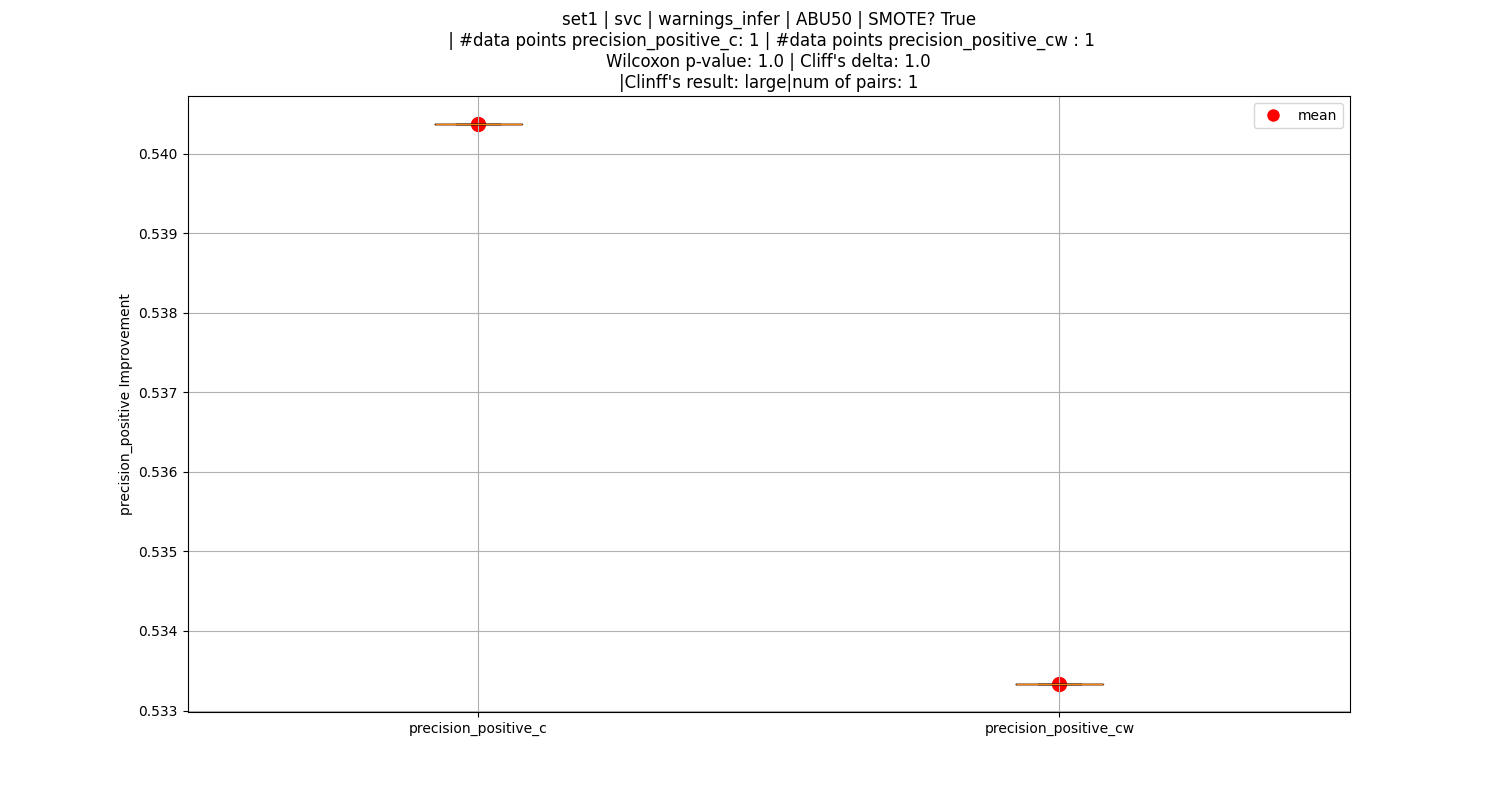 set1 | svc | warnings_infer | ABU50 | SMOTE? True
| #data points precision_positive_c: 1 | #data points precision_positive_cw : 1
Wilcoxon p-value: 1.0 | Cliff's delta: 1.0
|Clinff's result: large|num of pairs: 1
mean
0.540
0.539
0.538
0.537
0.536
0.535
0.534
0.533
precision_positive Improvement
precision_positive_c
precision_positive_cw